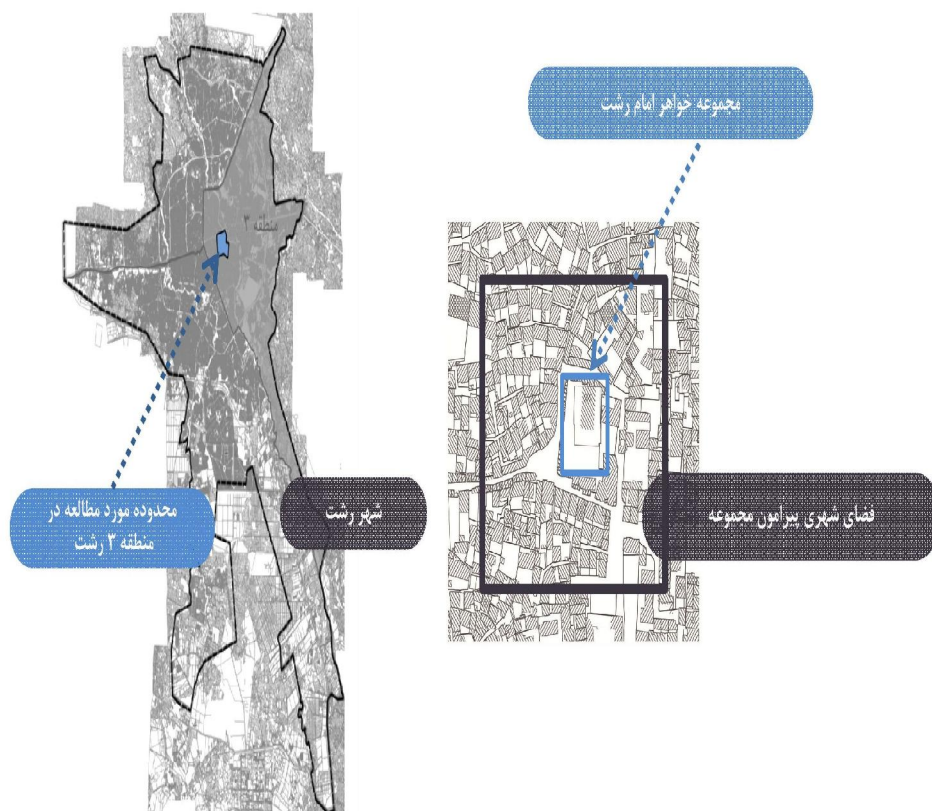 مجموعه خواهر امام رشت
منطقه ۳
محدوده مورد مطالعه در
منطقه ۳ رشت
شهر رشت
فضای شهری پیرامون مجموعه